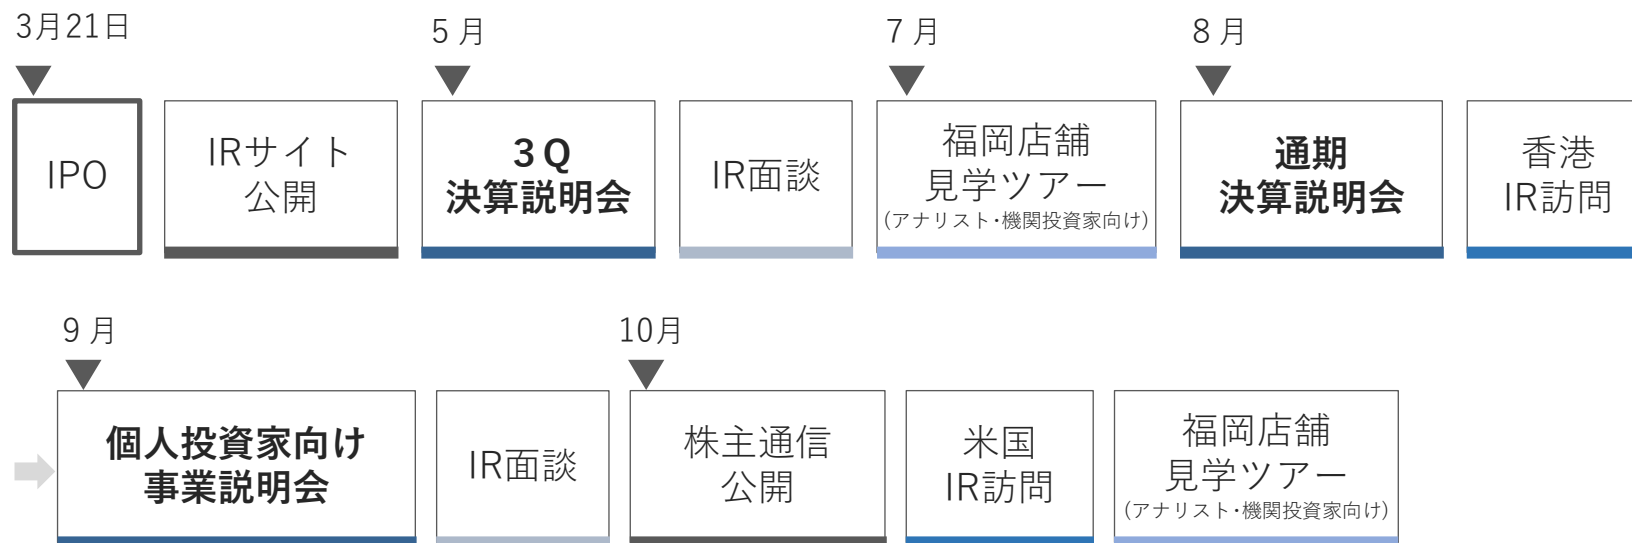 3月21日
5 月
7 月
8 月
IPO
IRサイト
公開
3 Q
決算説明会
IR面談
福岡店舗
見学ツアー
(アナリスト･機関投資家向け)
通期
決算説明会
香港
IR訪問
9 月
10月
個人投資家向け
事業説明会
IR面談
株主通信
公開
米国
IR訪問
福岡店舗
見学ツアー
(アナリスト･機関投資家向け)